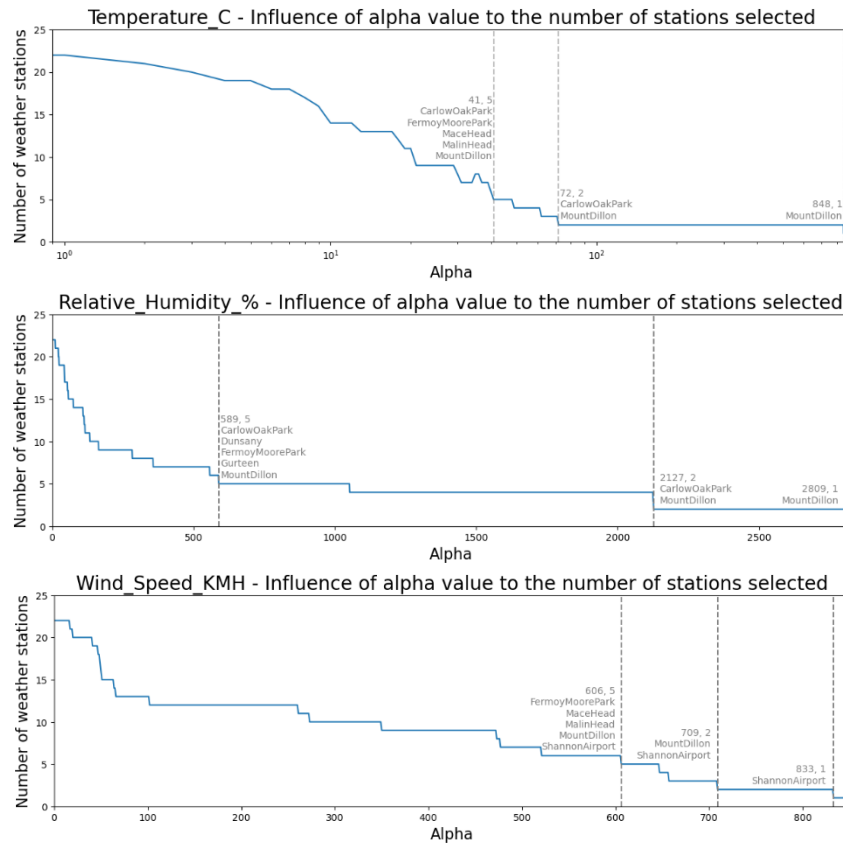 Temperature_C - Influence of alpha value to the number of stations selected
25
20
15
10
5
0
Number of weather stations
41, 5
CarlowOakPark
FermoyMoorePark
MaceHead
MalinHead
MountDillon
72, 2
CarlowOakPark
MountDillon
848, 1
MountDillon
10⁰
10¹
10²
Alpha
Relative_Humidity_% - Influence of alpha value to the number of stations selected
25
20
15
10
5
0
Number of weather stations
589, 5
CarlowOakPark
Dunsany
FermoyMoorePark
Gurteen
MountDillon
2127, 2
CarlowOakPark
MountDillon
2809, 1
MountDillon
0 500 1000 1500 2000 2500
Alpha
Wind_Speed_KMH - Influence of alpha value to the number of stations selected
25
20
15
10
5
0
Number of weather stations
606, 5
FermoyMoorePark
MaceHead
MalinHead
MountDillon
ShannonAirport
709, 2
MountDillon
ShannonAirport
833, 1
ShannonAirport
0 100 200 300 400 500 600 700 800
Alpha